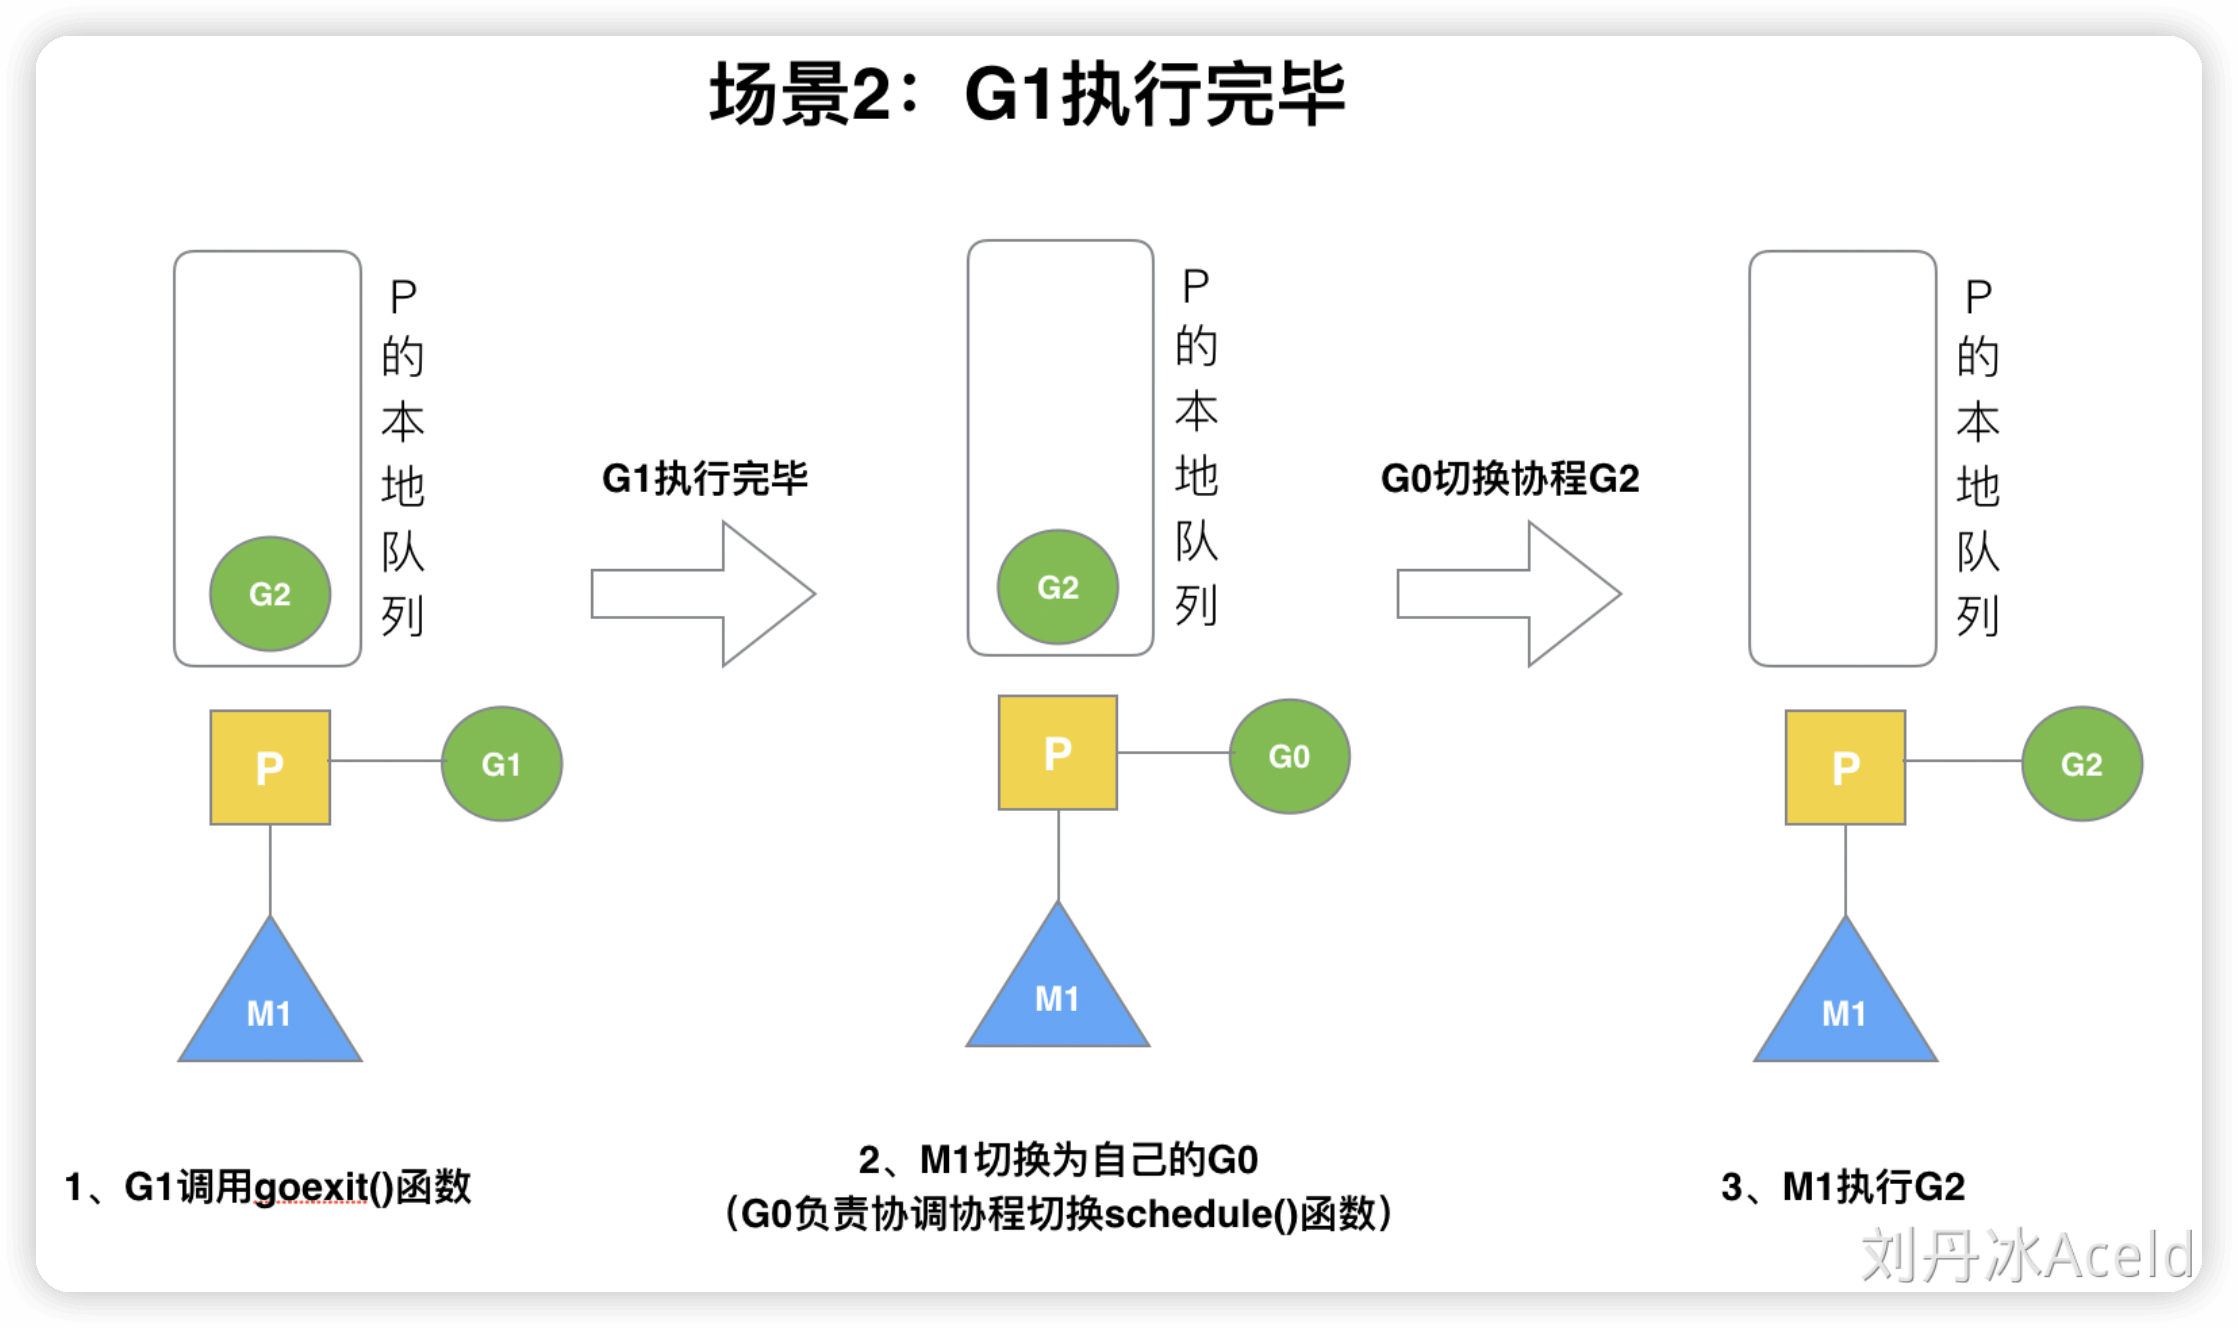 场景2：G1执行完毕
P的本地队列
G2
P
G1
M1
1、G1调用goexit()函数
G1执行完毕
P的本地队列
G2
P
G0
M1
2、M1切换为自己的G0
（G0负责协调协程切换schedule()函数）
G0切换协程G2
P的本地队列
P
G2
M1
3、M1执行G2
刘丹冰Aceld